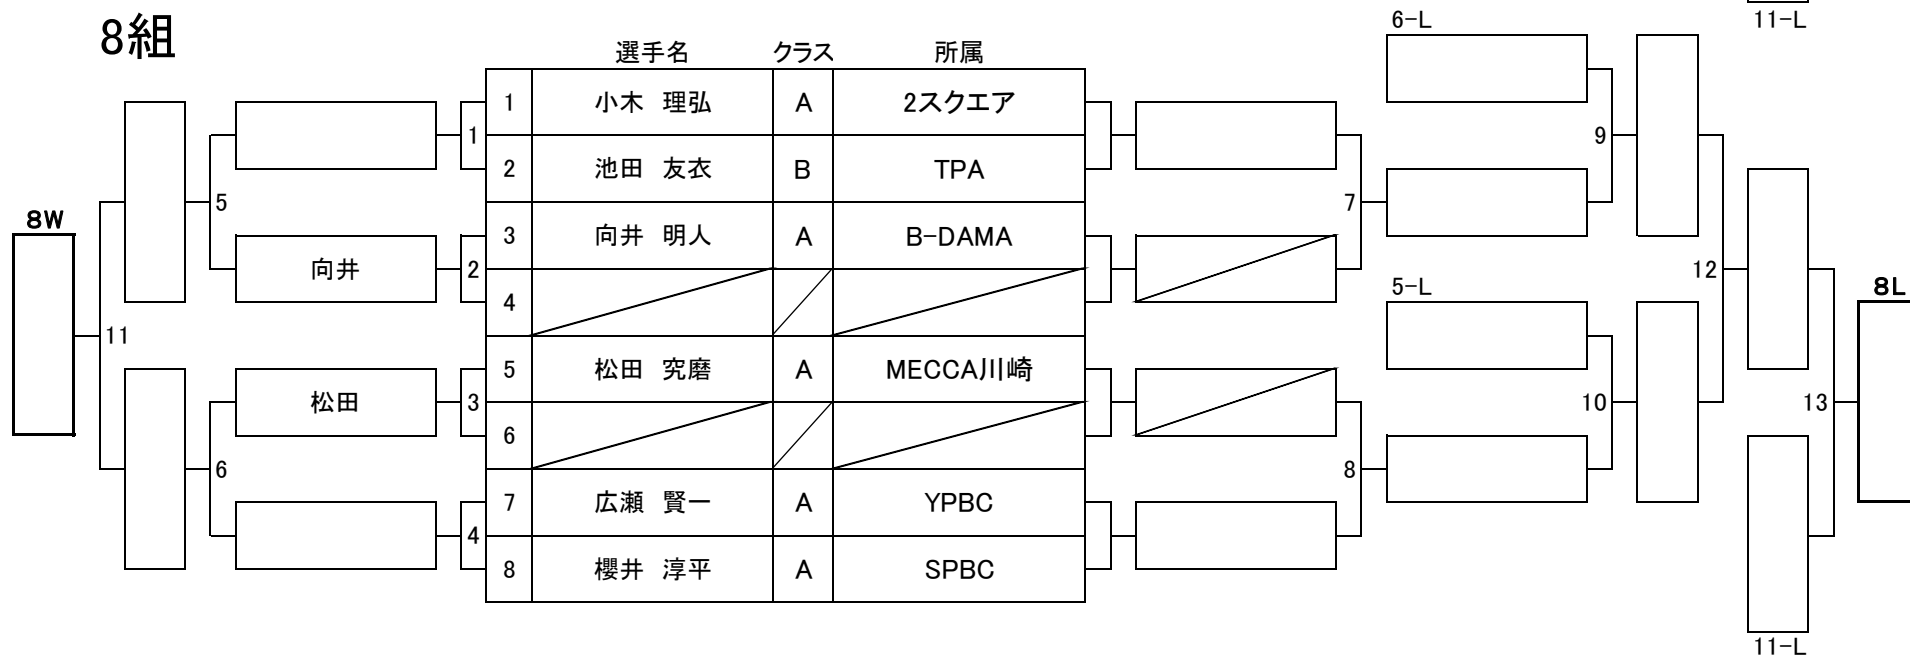 8組
6-L
11-L
選手名 クラス 所属
1 小木 理弘 A 2スクエア
1
9
2 池田 友衣 B TPA
5
7
8W
3 向井 明人 A B-DAMA
向井 2
12
4
5-L
8L
11
5 松田 究磨 A MECCA川崎
松田 3
10
13
6
6
8
7 広瀬 賢一 A YPBC
4
8 櫻井 淳平 A SPBC
11-L